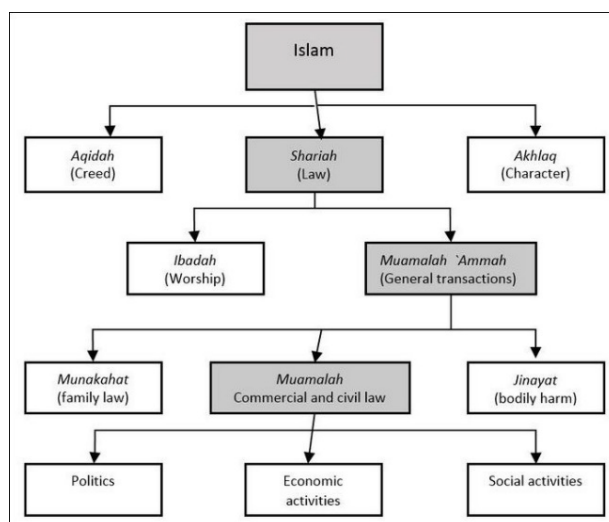 Islam
Aqidah
(Creed)
Shariah
(Law)
Akhlaq
(Character)
Ibadah
(Worship)
Muamalah `Ammah
(General transactions)
Munakahat
(family law)
Muamalah
Commercial and civil law
Jinayat
(bodily harm)
Politics
Economic
activities
Social activities